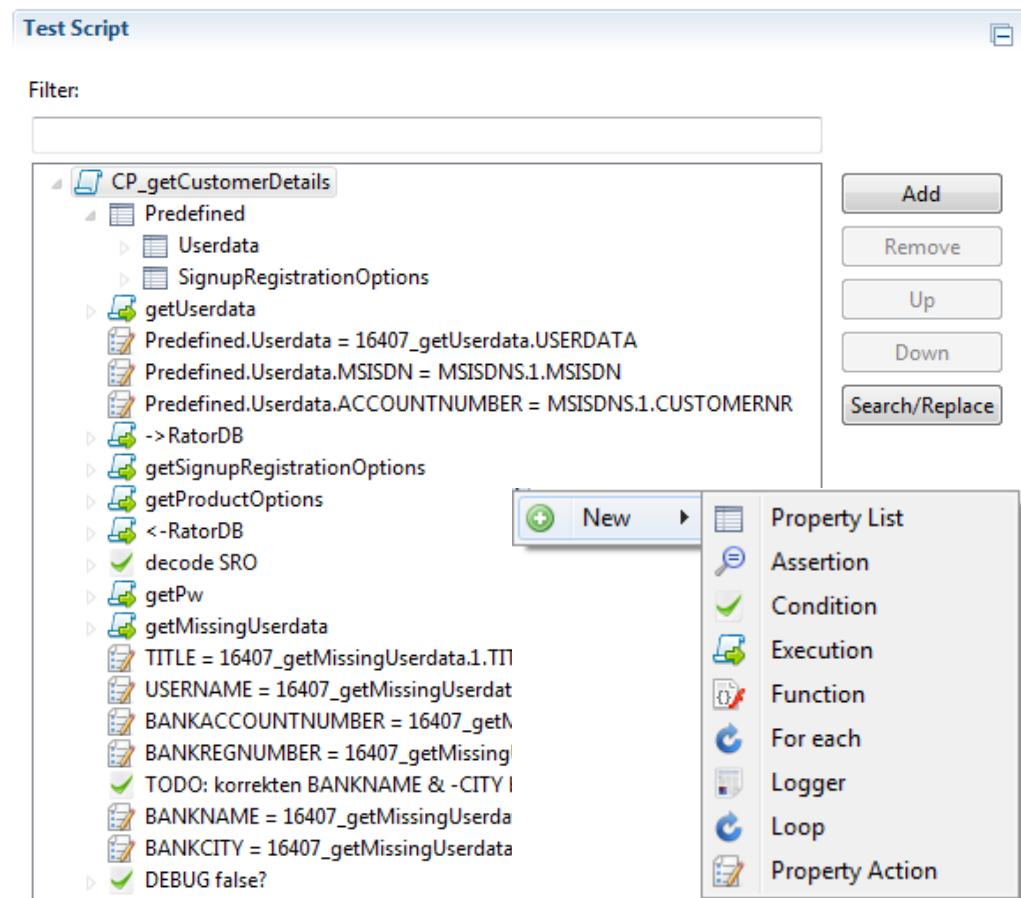 Test Script
Filter:
CP_getCustomerDetails
Predefined
Userdata
SignupRegistrationOptions
getUserdata
Predefined.Userdata = 16407_getUserdata.USERDATA
Predefined.Userdata.MSISDN = MSISDNS.1.MSISDN
Predefined.Userdata.ACCOUNTNUMBER = MSISDNS.1.CUSTOMERNR
->RatorDB
getSignupRegistrationOptions
getProductOptions
<-RatorDB
decode SRO
getPw
getMissingUserdata
TITLE = 16407_getMissingUserdata.1.TIT
USERNAME = 16407_getMissingUserdat
BANKACCOUNTNUMBER = 16407_getM
BANKREGNUMBER = 16407_getMissing
TODO: korrekten BANKNAME & -CITY
BANKNAME = 16407_getMissingUserda
BANKCITY = 16407_getMissingUserdata
DEBUG false?
Add
Remove
Up
Down
Search/Replace
New
Property List
Assertion
Condition
Execution
Function
For each
Logger
Loop
Property Action